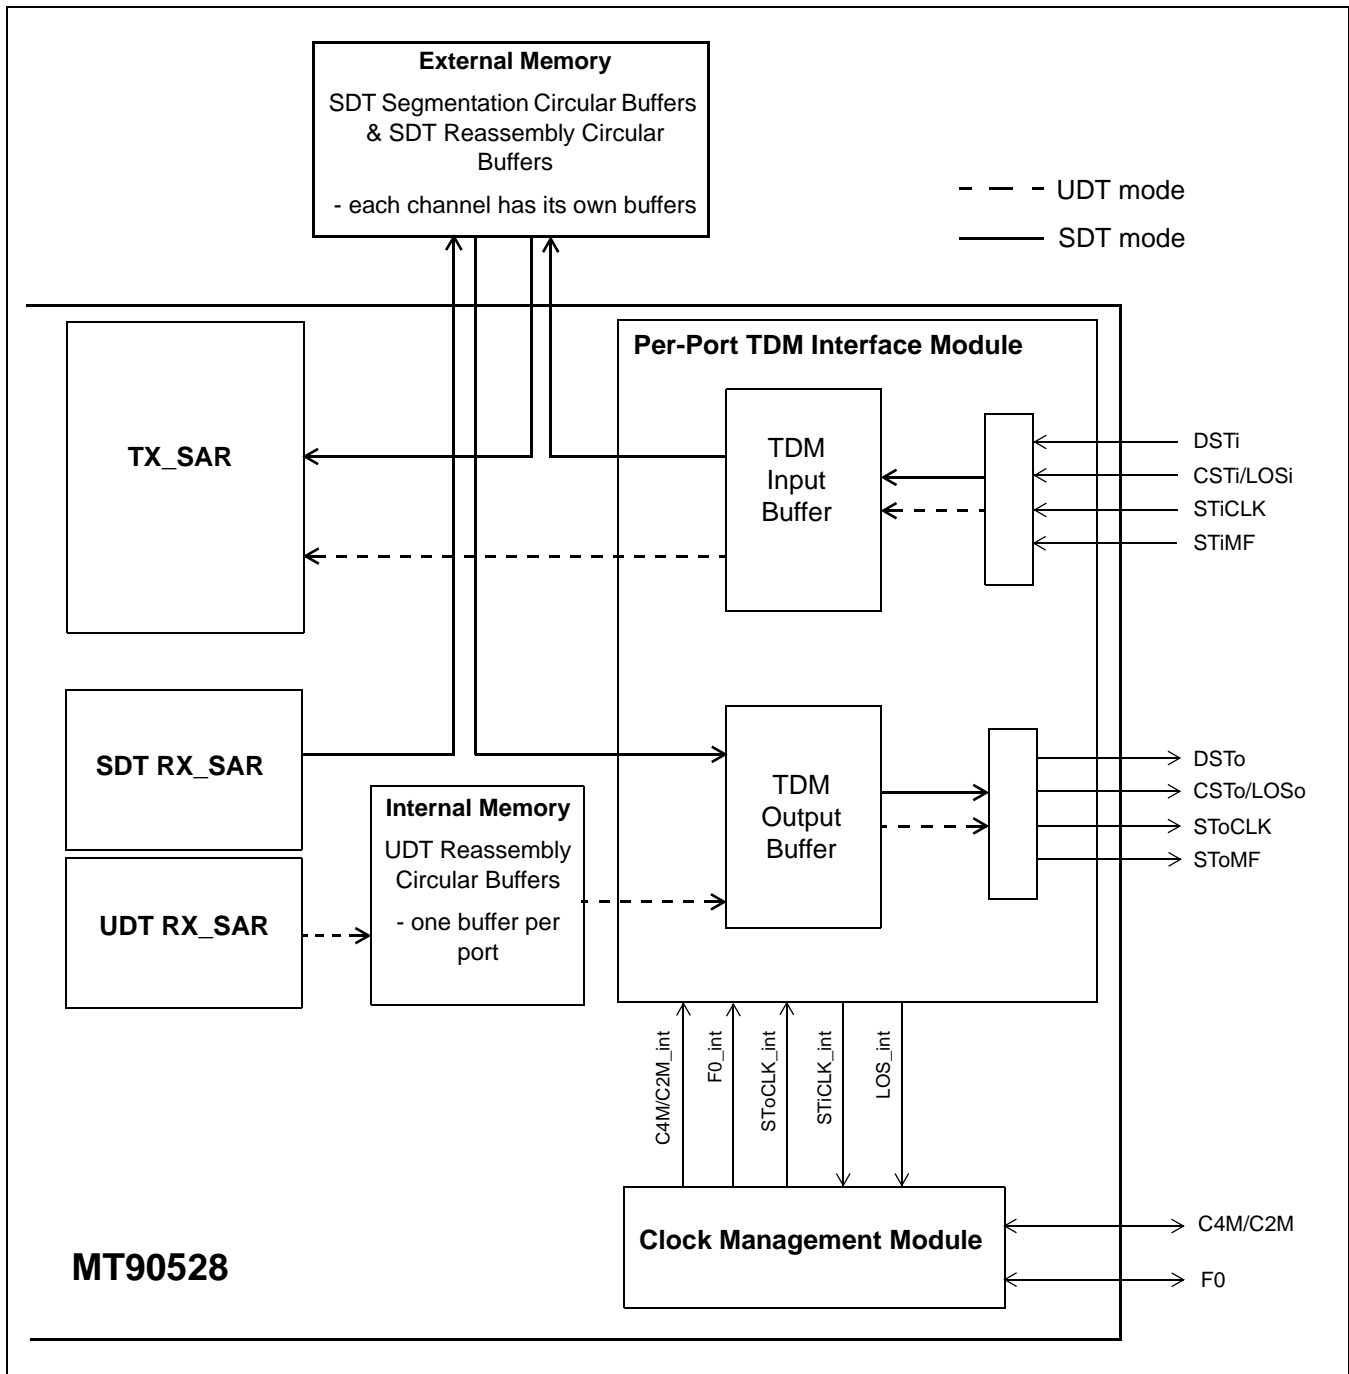 External Memory
SDT Segmentation Circular Buffers
& SDT Reassembly Circular
Buffers
- each channel has its own buffers
UDT mode
SDT mode
Per-Port TDM Interface Module
TX_SAR
TDM
Input
Buffer
DSTi
CSTi/LOSi
STiCLK
STiMF
SDT RX_SAR
UDT RX_SAR
Internal Memory
UDT Reassembly
Circular Buffers
- one buffer per
port
TDM
Output
Buffer
DSTo
CSTo/LOSo
SToCLK
SToMF
C4M/C2M_int
F0_int
SToCLK_int
STiCLK_int
LOS_int
Clock Management Module
C4M/C2M
F0
MT90528